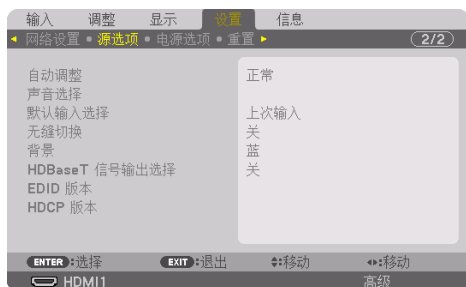 输入 调整 显示 设置 信息
网络设置 • 源选项 • 电源选项 • 重置 2/2
自动调整 正常
声音选择
默认输入选择 上次输入
无缝切换 关
背景 蓝
HDBaseT 信号输出选择 关
EDID 版本
HDCP 版本
ENTER:选择 EXIT:退出 :移动 :移动
HDMI1 高级